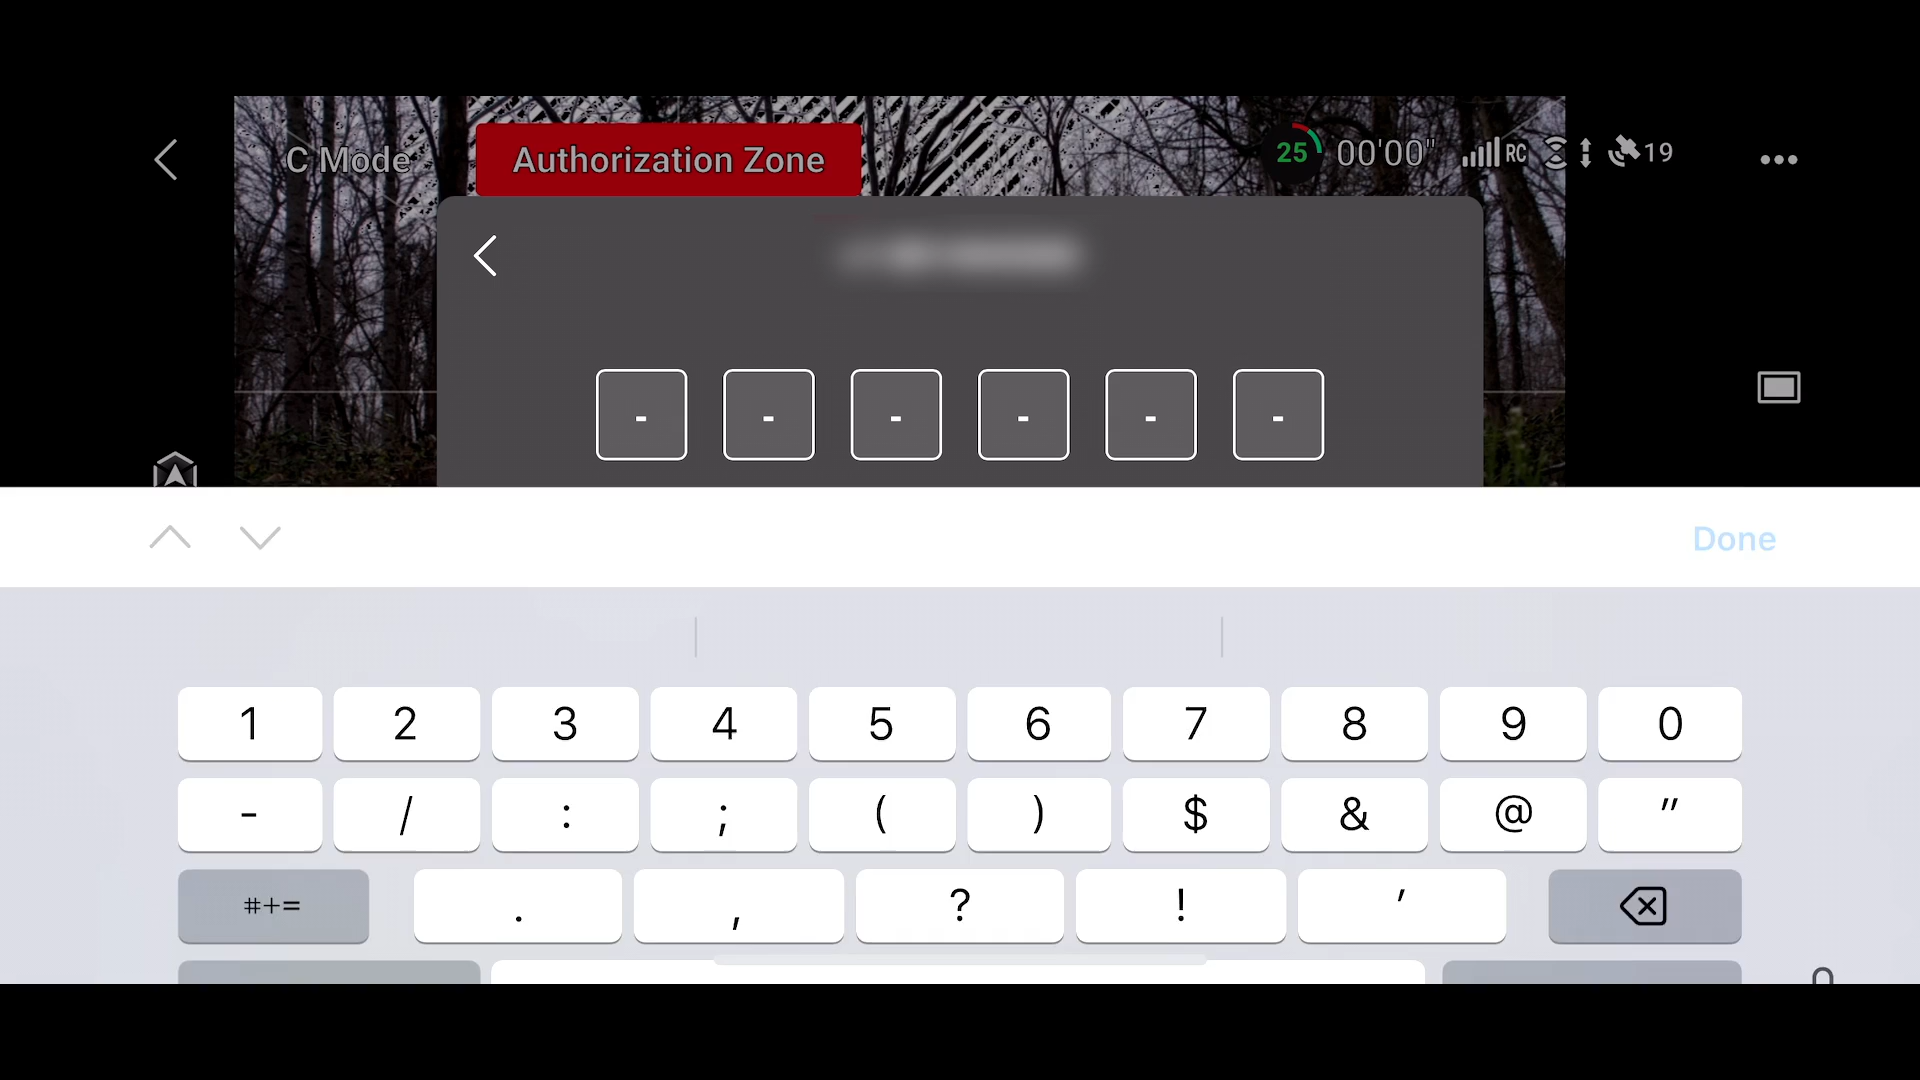 C Mode
Authorization Zone
25
00'00"
RC
19
- - - - - -
Done
1 2 3 4 5 6 7 8 9 0
- / : ; ( ) $ & @ "
#+= . , ? ! '